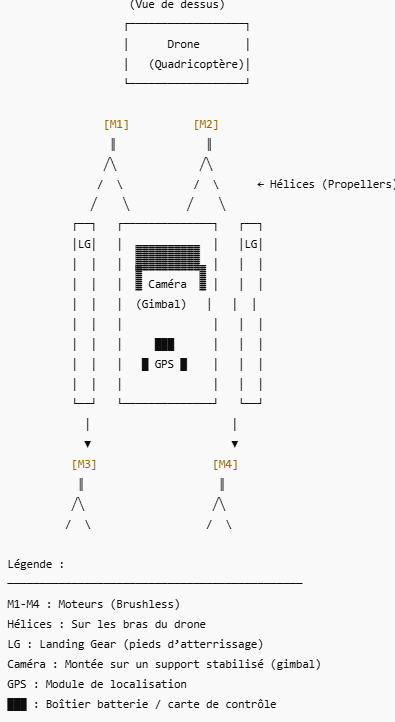 (Vue de dessus)
Drone
(Quadricoptère)
[M1] [M2]
← Hélices (Propellers)
LG LG
Caméra
(Gimbal)
GPS
[M3] [M4]
Légende :
M1-M4 : Moteurs (Brushless)
Hélices : Sur les bras du drone
LG : Landing Gear (pieds d’atterrissage)
Caméra : Montée sur un support stabilisé (gimbal)
GPS : Module de localisation
███ : Boîtier batterie / carte de contrôle